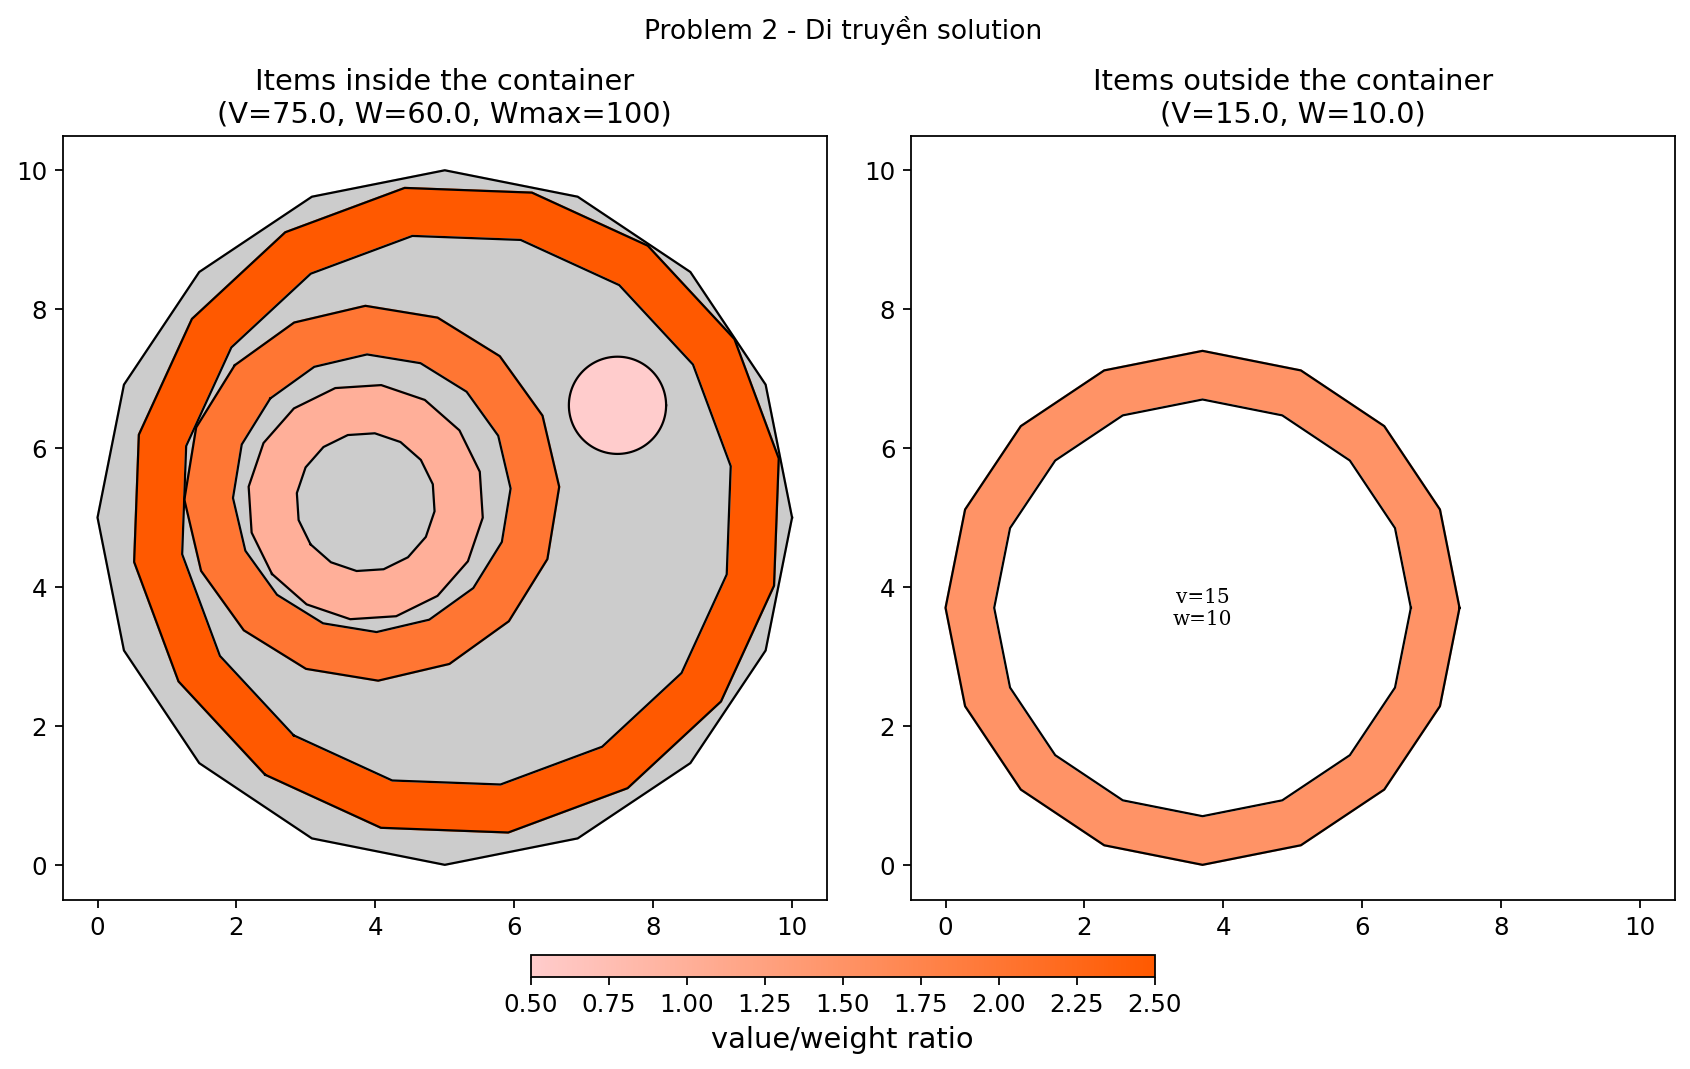 Problem 2 - Di truyền solution
Items inside the container
(V=75.0, W=60.0, Wmax=100)
10
8
6
4
2
0
0 2 4 6 8 10
Items outside the container
(V=15.0, W=10.0)
10
8
6
4
2
0
v=15
w=10
0 2 4 6 8 10
0.50 0.75 1.00 1.25 1.50 1.75 2.00 2.25 2.50
value/weight ratio